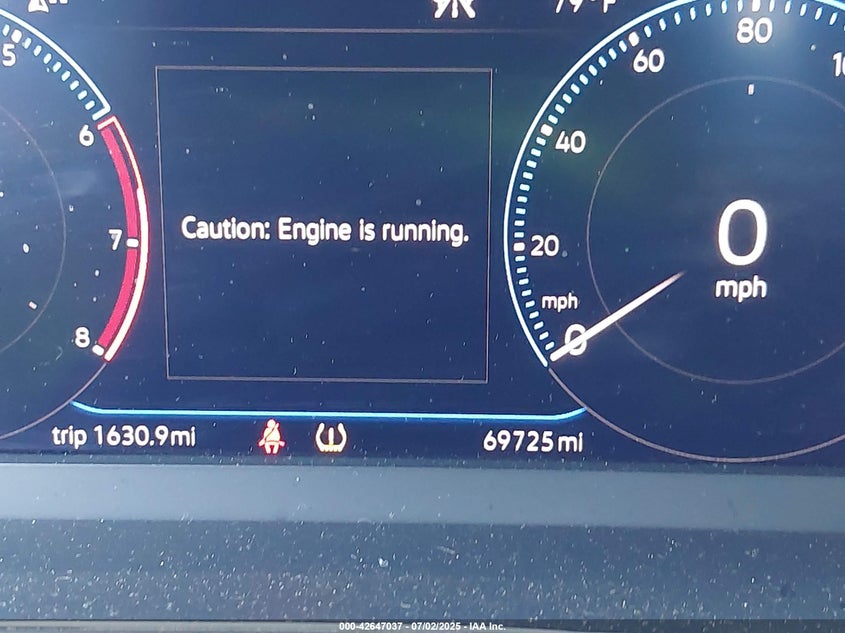 79°F
80
5
60
6
40
Caution: Engine is running.
0
7
20
mph
mph
8
0
trip 1630.9mi
69725mi
000-42647037 - 07/02/2025 - IAA Inc.